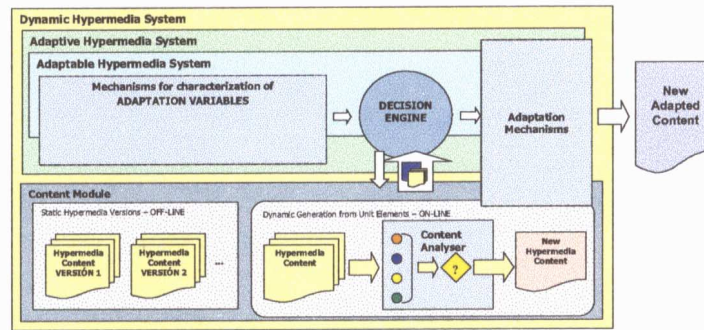 Dynamic Hypermedia System
Adaptive Hypermedia System
Adaptable Hypermedia System
Mechanisms for characterization of
ADAPTATION VARIABLES
DECISION
ENGINE
Adaptation
Mechanisms
New
Adapted
Content
Content Module
Static Hypermedia Versions – OFF-LINE
Hypermedia
Content
VERSIÓN 1
Hypermedia
Content
VERSIÓN 2
...
Dynamic Generation from Unit Elements – ON-LINE
Hypermedia
Content
Content
Analyser
?
New
Hypermedia
Content